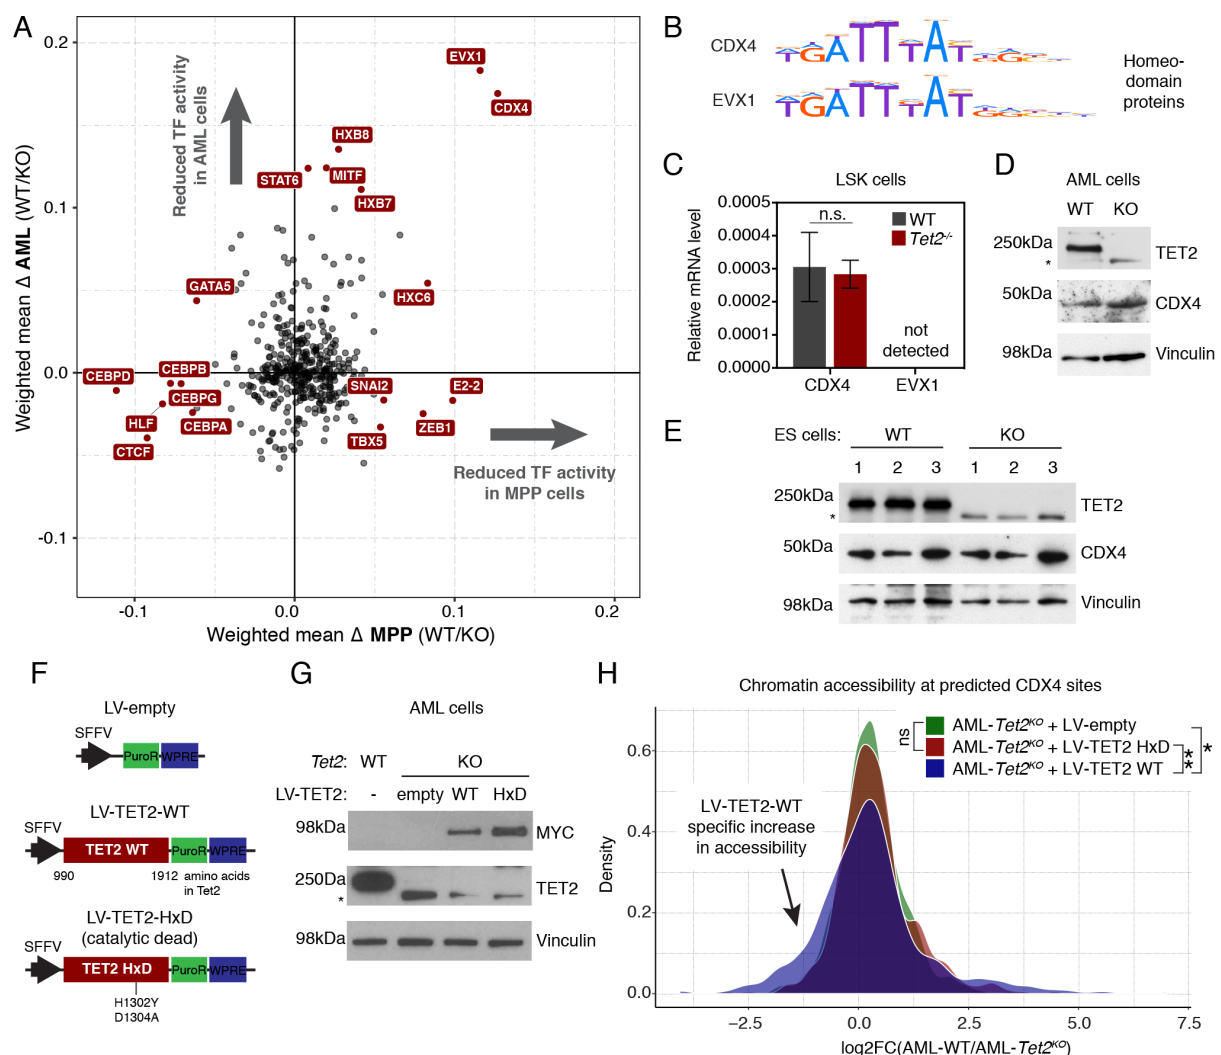 A
0.2
0.1
0.0
-0.1
-0.1
0.0
0.1
0.2
Weighted mean Δ AML (WT/KO)
Weighted mean Δ MPP (WT/KO)
Reduced TF activity
in AML cells
Reduced TF activity
in MPP cells
EVX1
CDX4
HXB8
STAT6
MITF
HXB7
GATA5
HXC6
CEBPD
CEBPB
CEBPG
HLF
CEBPA
CTCF
SNAI2
E2-2
ZEB1
TBX5
B
CDX4
EVX1
Homeo-
domain
proteins
C
LSK cells
Relative mRNA level
0.0005
0.0004
0.0003
0.0002
0.0001
0.0000
n.s.
WT
Tet2-/-
not
detected
CDX4
EVX1
D
AML cells
WT KO
250kDa
*
TET2
50kDa
CDX4
98kDa
Vinculin
E
ES cells:
WT
KO
1 2 3 1 2 3
250kDa
*
TET2
50kDa
CDX4
98kDa
Vinculin
F
LV-empty
SFFV
PuroR WPRE
LV-TET2-WT
SFFV
TET2 WT PuroR WPRE
990 1912 amino acids
in Tet2
LV-TET2-HxD
(catalytic dead)
SFFV
TET2 HxD PuroR WPRE
H1302Y
D1304A
G
AML cells
Tet2: WT KO
LV-TET2: - empty WT HxD
98kDa
MYC
250Da
*
TET2
98kDa
Vinculin
H
Chromatin accessibility at predicted CDX4 sites
Density
0.6
0.4
0.2
0.0
-2.5
0.0
2.5
5.0
7.5
log2FC(AML-WT/AML-Tet2KO)
LV-TET2-WT
specific increase
in accessibility
ns
AML-Tet2KO + LV-empty
AML-Tet2KO + LV-TET2 HxD
AML-Tet2KO + LV-TET2 WT
**
*